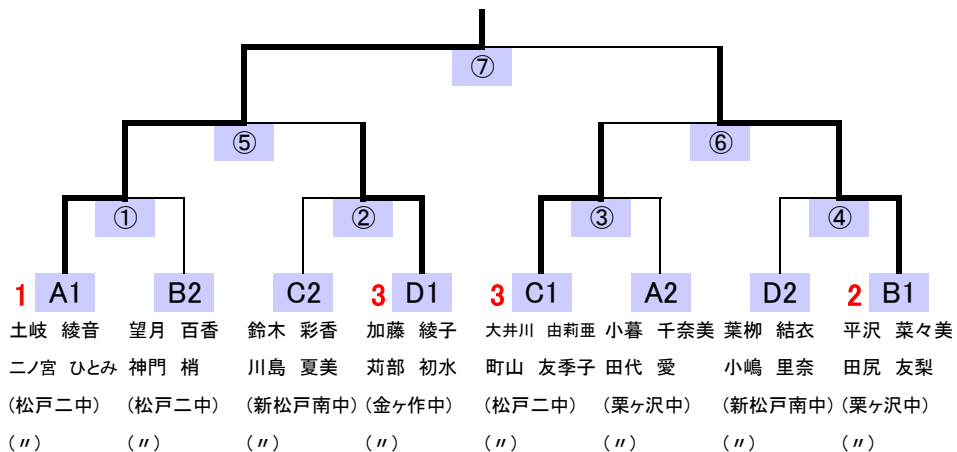 ⑦
⑤ ⑥
① ② ③ ④
1 A1 B2 C2 3 D1 3 C1 A2 D2 2 B1
土岐 綾音 望月 百香 鈴木 彩香 加藤 綾子 大井川 由莉亜 小暮 千奈美 葉栁 結衣 平沢 菜々美
二ノ宮 ひとみ 神門 梢 川島 夏美 苅部 初水 町山 友季子 田代 愛 小嶋 里奈 田尻 友梨
(松戸二中) (松戸二中) (新松戸南中) (金ヶ作中) (松戸二中) (栗ヶ沢中) (新松戸南中) (栗ヶ沢中)
(〃) (〃) (〃) (〃) (〃) (〃) (〃) (〃)